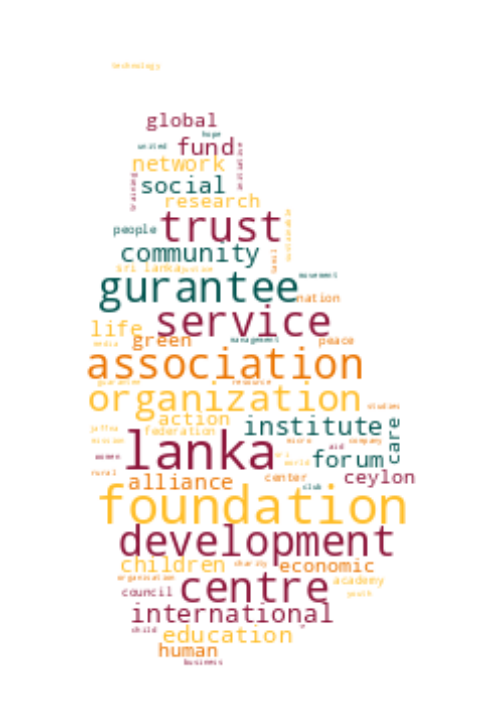 technology
global
hope
united fund
network
social
research
trust
people
community
sri lanka justice
movement
gurantee
nation
service
life
green management peace
media
association
guarantee resource
organization
studies
action
institute
jaffna federation
care
mission micro company
lanka aid
women world forum
rural center ceylon
alliance
club
foundation
development
children charity economic
organisation academy
centre
council youth
international
child education
human
business